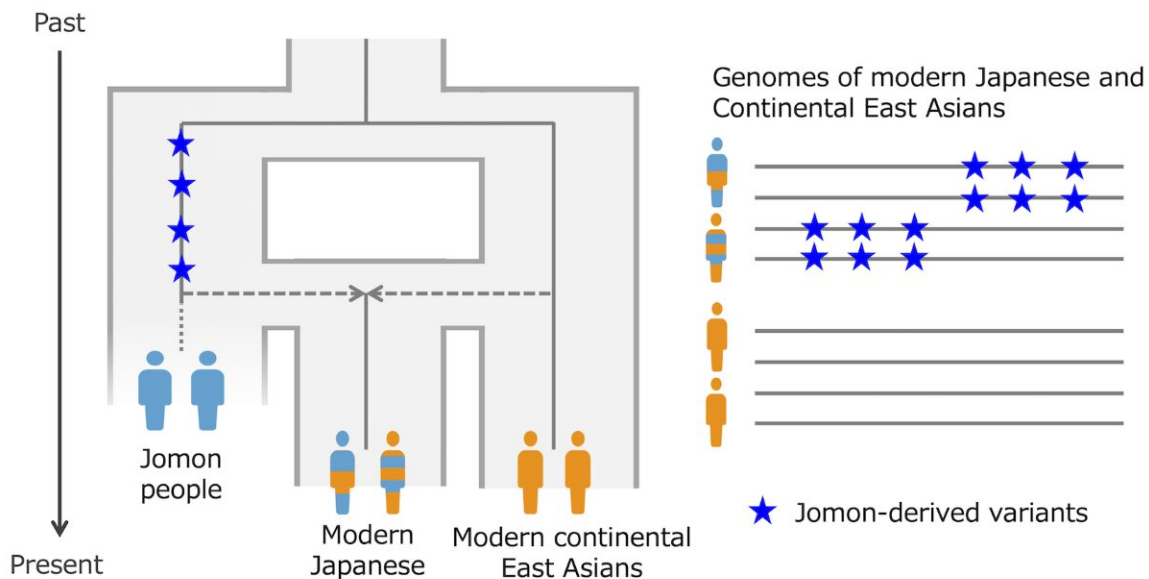 Past
Genomes of modern Japanese and
Continental East Asians
Jomon
people
Modern
Japanese
Modern continental
East Asians
Jomon-derived variants
Present